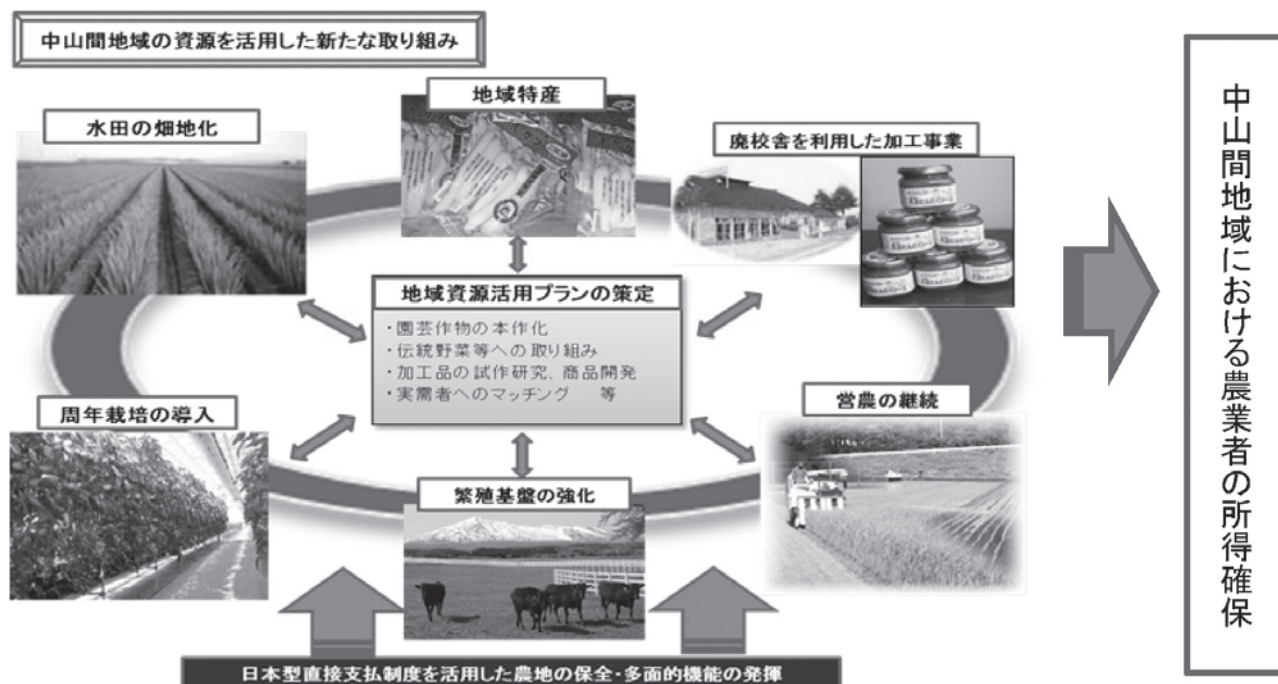 中山間地域の資源を活用した新たな取り組み
地域特産
水田の畑地化
廃校舎を利用した加工事業
地域資源活用プランの策定
・園芸作物の本作化
・伝統野菜等への取り組み
・加工品の試作研究、商品開発
・実需者へのマッチング 等
周年栽培の導入
営農の継続
繁殖基盤の強化
日本型直接支払制度を活用した農地の保全・多面的機能の発揮
中山間地域における農業者の所得確保